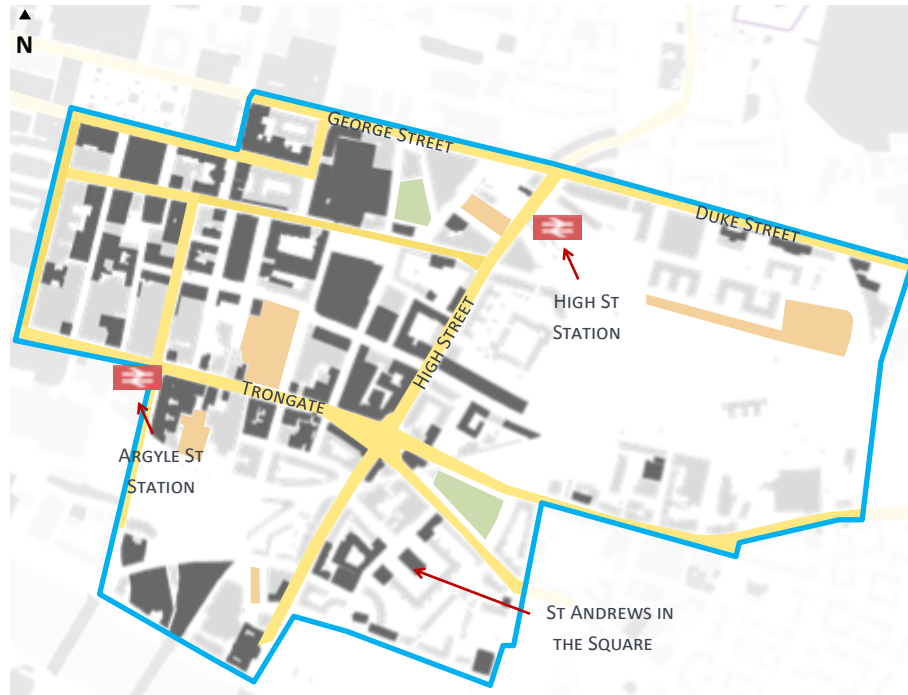 N
GEORGE STREET
DUKE STREET
HIGH ST
STATION
HIGH STREET
TRONGATE
ARGYLE ST
STATION
ST ANDREWS IN
THE SQUARE